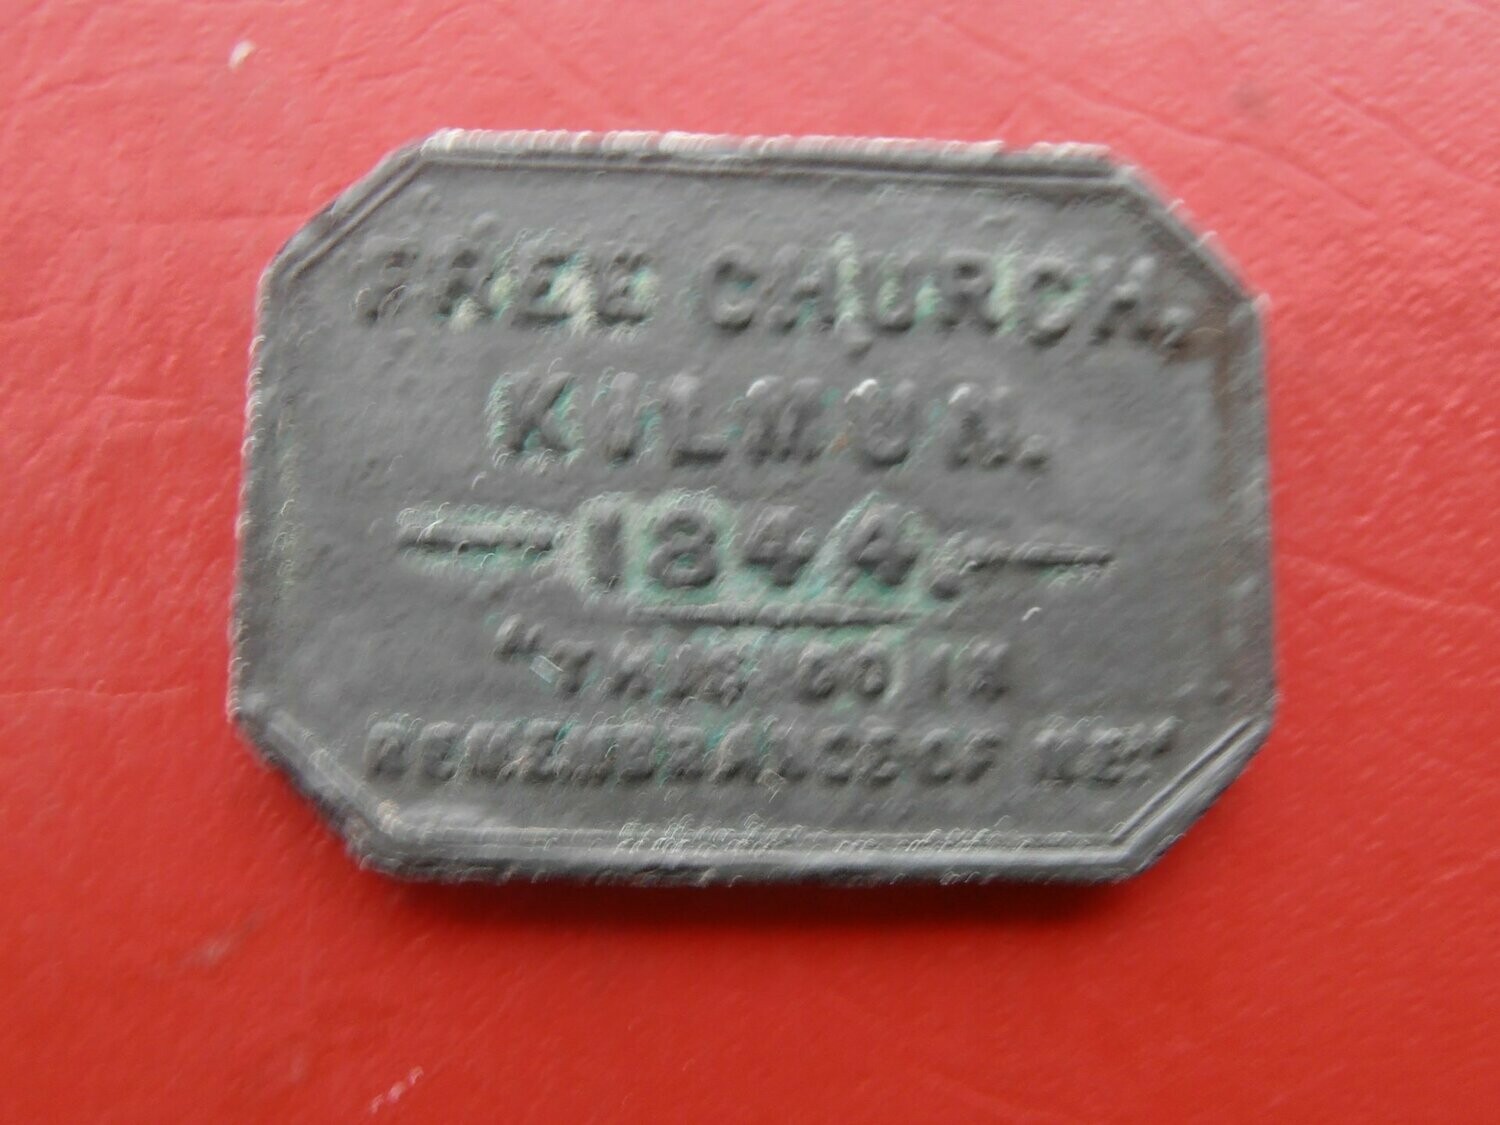 FREE CHURCH.
KILMUN.
1844.
"THIS DO IN
REMEMBRANCE OF ME"